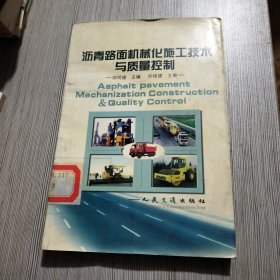 沥青路面机械化施工技术
与质量控制
Asphalt pavement
Mechanization Construction
& Quality Control
217
人民交通出版社